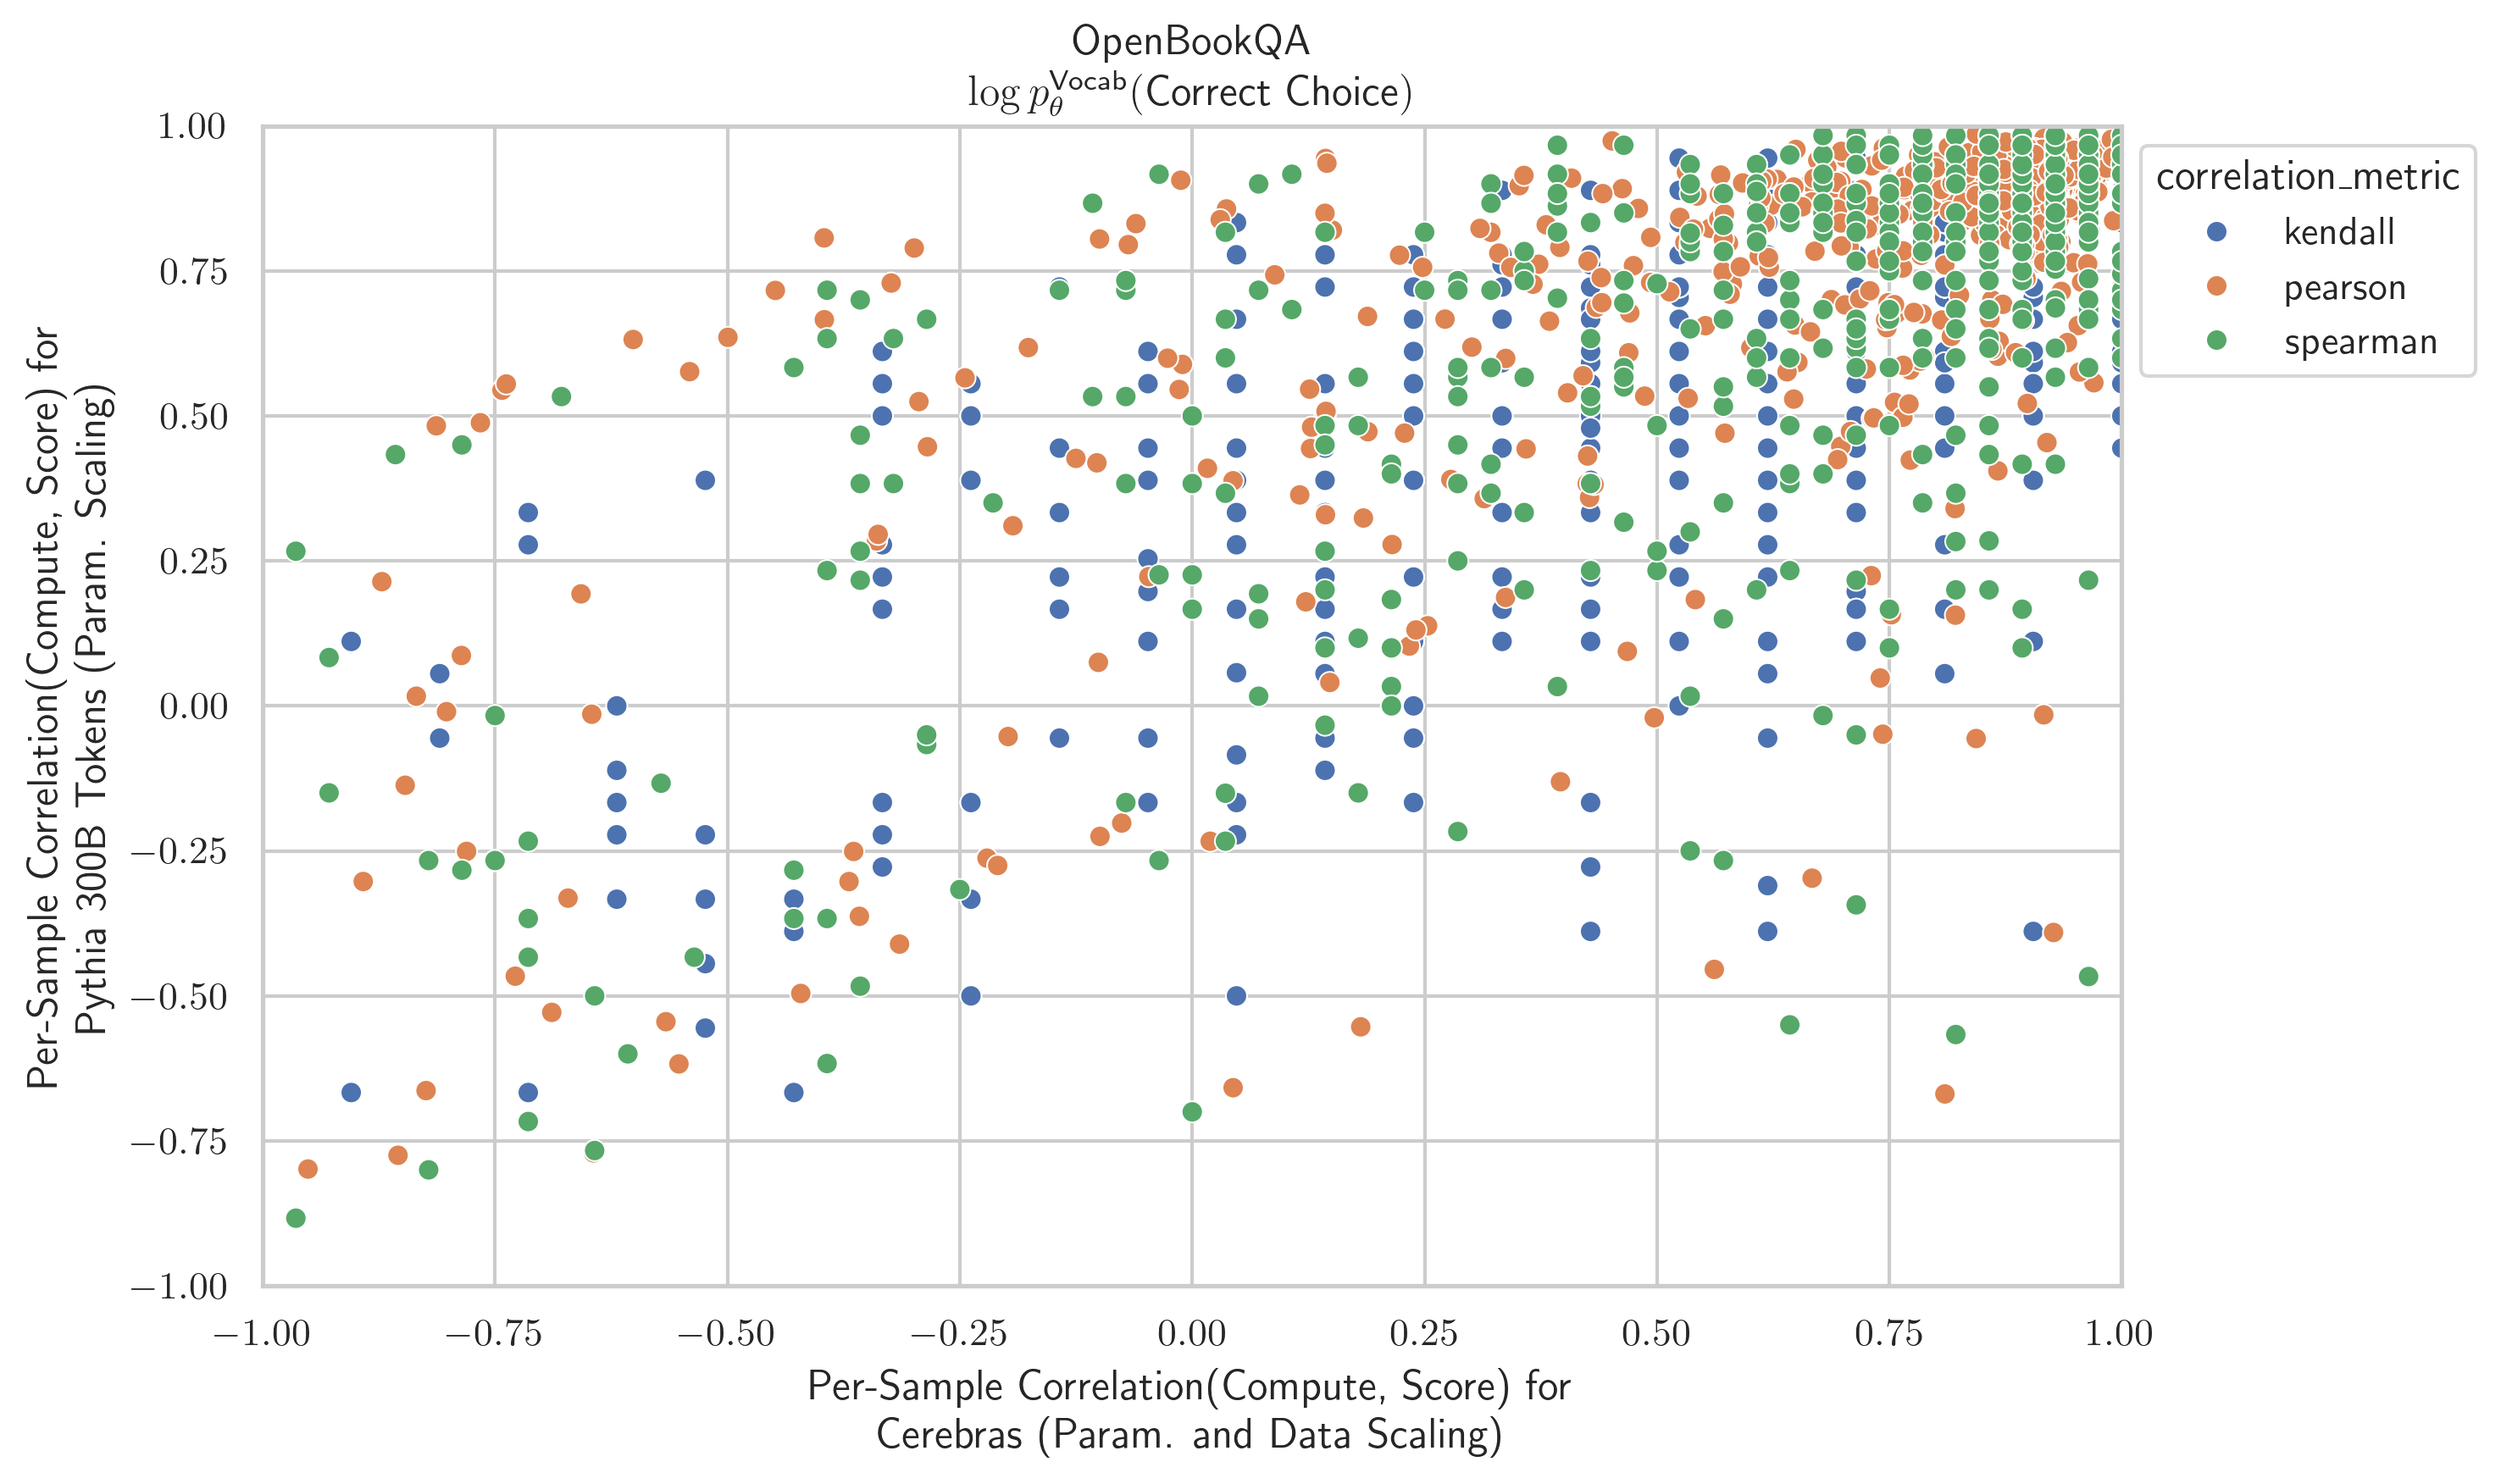 OpenBookQA
log p_θ^Vocab(Correct Choice)
Per-Sample Correlation(Compute, Score) for
Pythia 300B Tokens (Param. Scaling)
1.00
0.75
0.50
0.25
0.00
−0.25
−0.50
−0.75
−1.00
−1.00 −0.75 −0.50 −0.25 0.00 0.25 0.50 0.75 1.00
Per-Sample Correlation(Compute, Score) for
Cerebras (Param. and Data Scaling)
correlation_metric
kendall
pearson
spearman